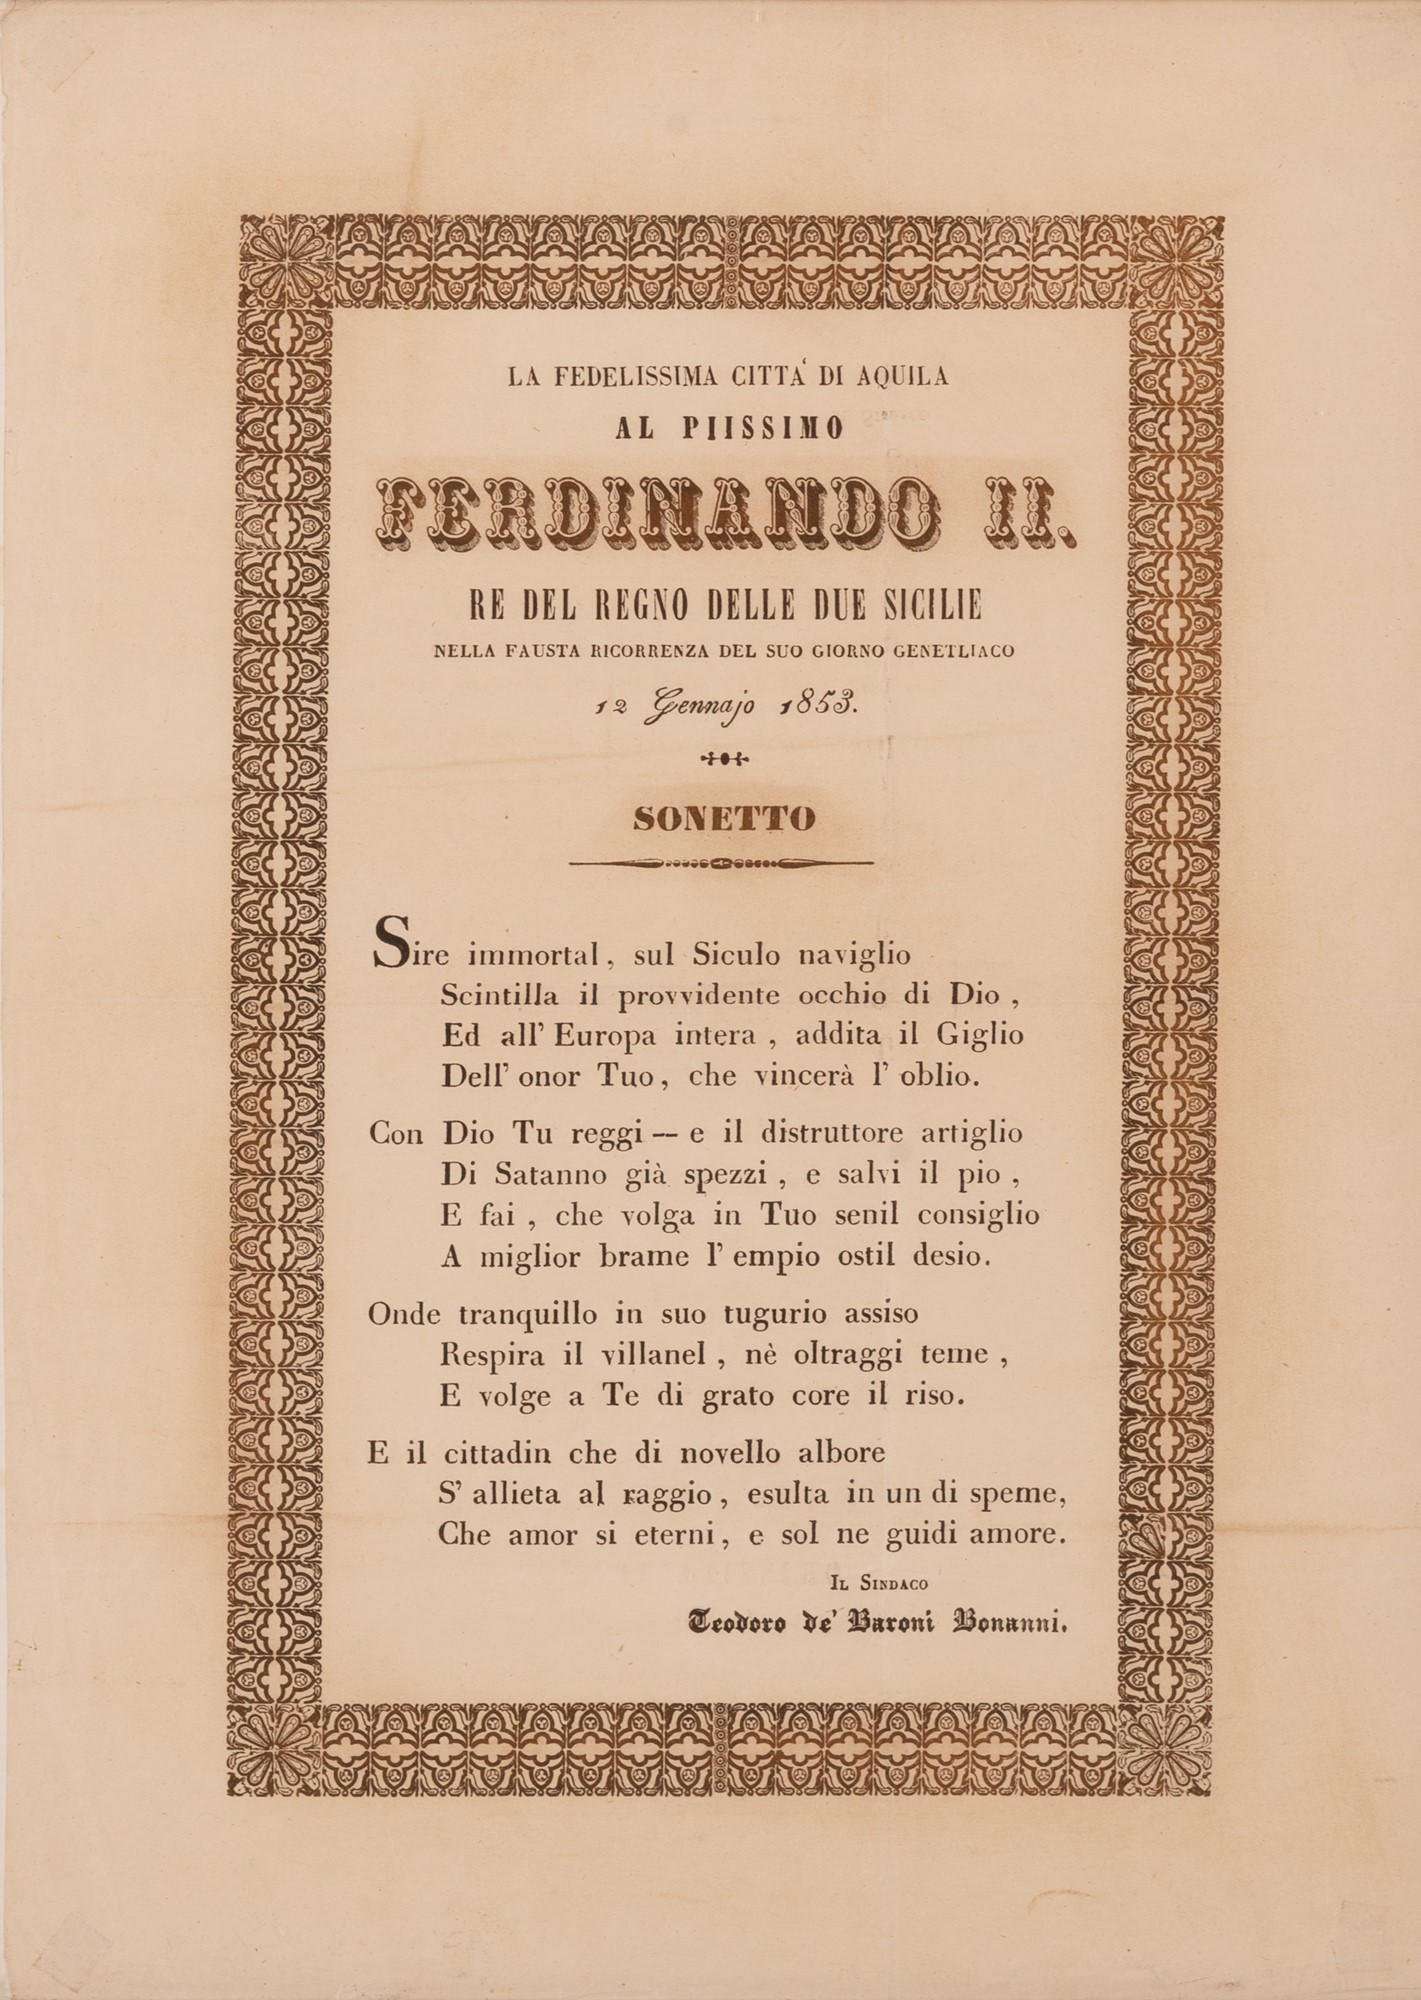 LA FEDELISSIMA CITTA' DI AQUILA
AL PIISSIMO
FERDINANDO II.
RE DEL REGNO DELLE DUE SICILIE
NELLA FAUSTA RICORRENZA DEL SUO GIORNO GENETLIACO
12 Gennajo 1853.
SONETTO
Sire immortal, sul Siculo naviglio
Scintilla il provvidente occhio di Dio,
Ed all' Europa intera, addita il Giglio
Dell' onor Tuo, che vincerà l' oblio.
Con Dio Tu reggi — e il distruttore artiglio
Di Satanno già spezzi, e salvi il pio,
E fai, che volga in Tuo senil consiglio
A miglior brame l' empio ostil desio.
Onde tranquillo in suo tugurio assiso
Respira il villanel, nè oltraggi teme,
E volge a Te di grato core il riso.
E il cittadin che di novello albore
S' allieta al raggio, esulta in un di speme,
Che amor si eterni, e sol ne guidi amore.
IL SINDACO
Teodoro de' Baroni Bonanni.